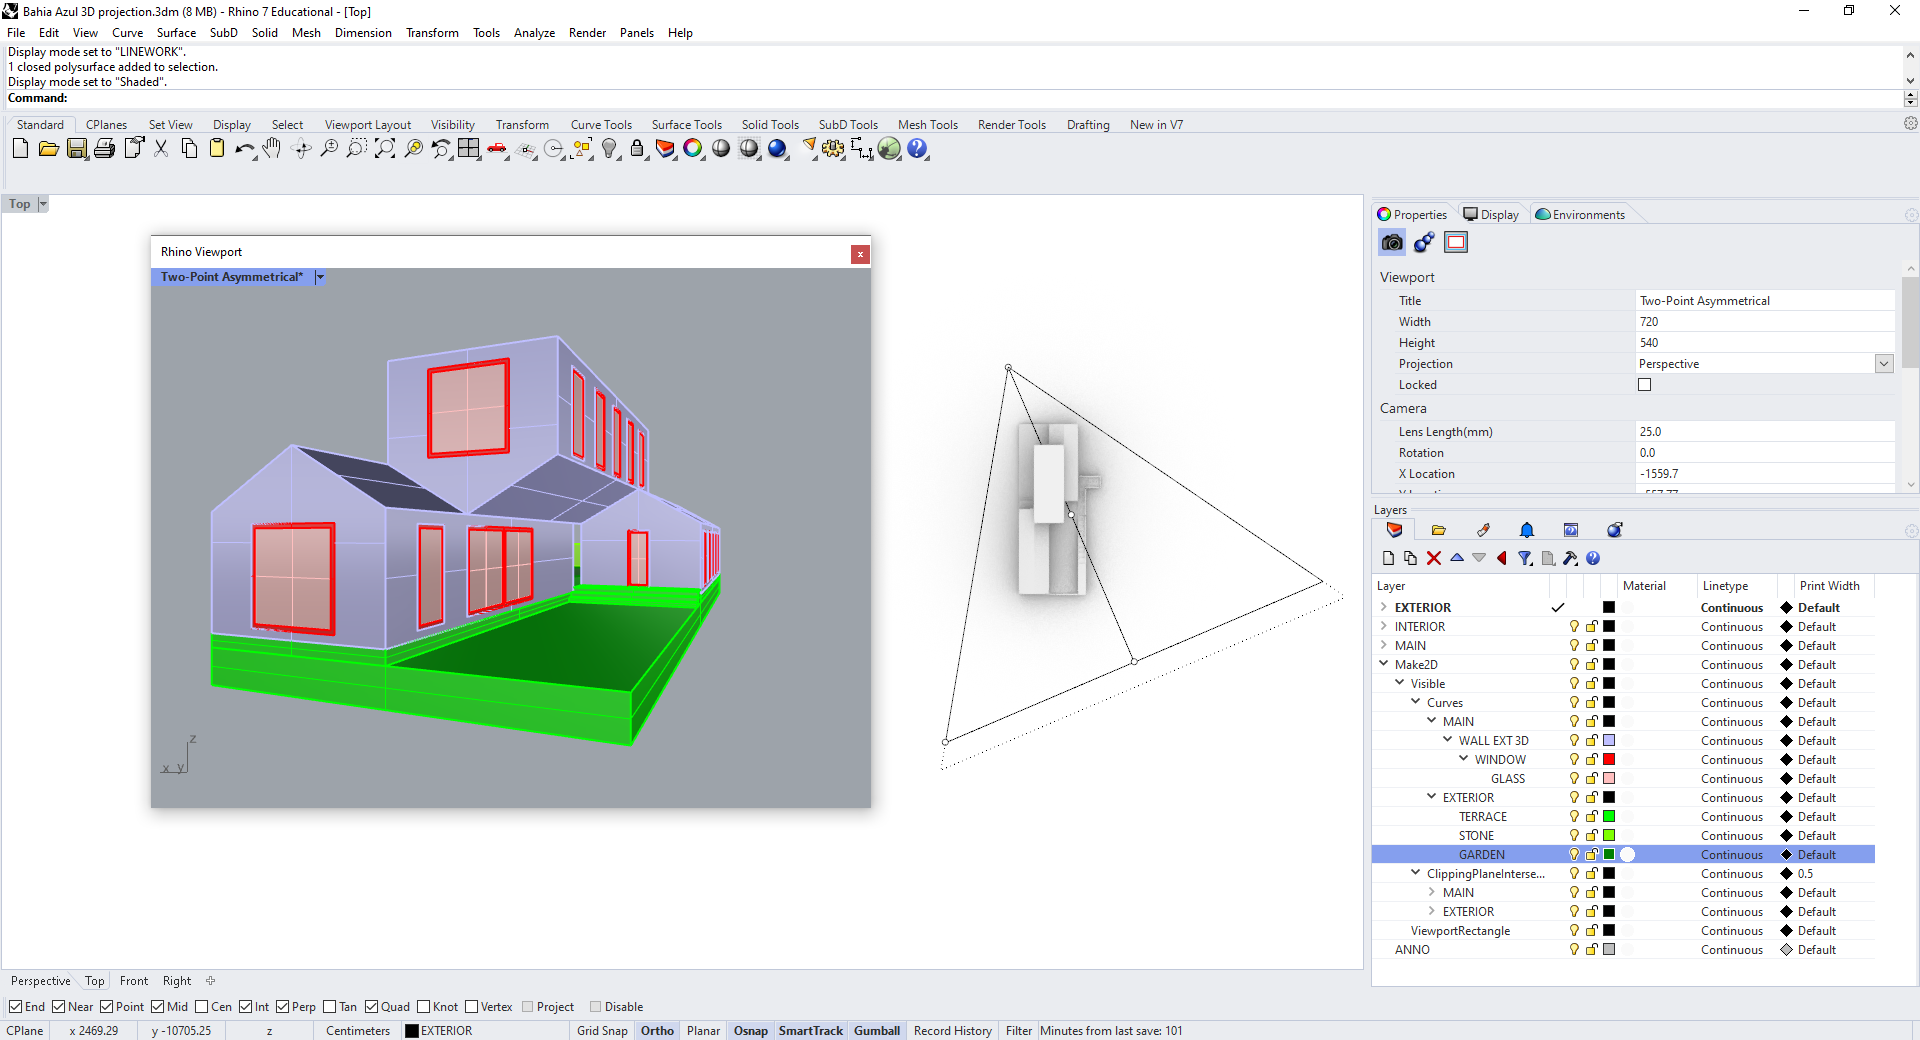 Bahia Azul 3D projection.3dm (8 MB) - Rhino 7 Educational - [Top]
File Edit View Curve Surface SubD Solid Mesh Dimension Transform Tools Analyze Render Panels Help
Display mode set to "LINEWORK".
1 closed polysurface added to selection.
Display mode set to "Shaded".
Command:
Standard CPlanes Set View Display Select Viewport Layout Visibility Transform Curve Tools Surface Tools Solid Tools SubD Tools Mesh Tools Render Tools Drafting New in V7
Top
Rhino Viewport
x
Two-Point Asymmetrical*
z
x y
Properties Display Environments
Viewport
Title Two-Point Asymmetrical
Width 720
Height 540
Projection Perspective
Locked
Camera
Lens Length(mm) 25.0
Rotation 0.0
X Location -1559.7
Layers
Layer Material Linetype Print Width
EXTERIOR Continuous Default
INTERIOR Continuous Default
MAIN Continuous Default
Make2D Continuous Default
Visible Continuous Default
Curves Continuous Default
MAIN Continuous Default
WALL EXT 3D Continuous Default
WINDOW Continuous Default
GLASS Continuous Default
EXTERIOR Continuous Default
TERRACE Continuous Default
STONE Continuous Default
GARDEN Continuous Default
ClippingPlaneInterse... Continuous 0.5
MAIN Continuous Default
EXTERIOR Continuous Default
ViewportRectangle Continuous Default
ANNO Continuous Default
Perspective Top Front Right
End Near Point Mid Cen Int Perp Tan Quad Knot Vertex Project Disable
CPlane x 2469.29 y -10705.25 z Centimeters EXTERIOR Grid Snap Ortho Planar Osnap SmartTrack Gumball Record History Filter Minutes from last save: 101